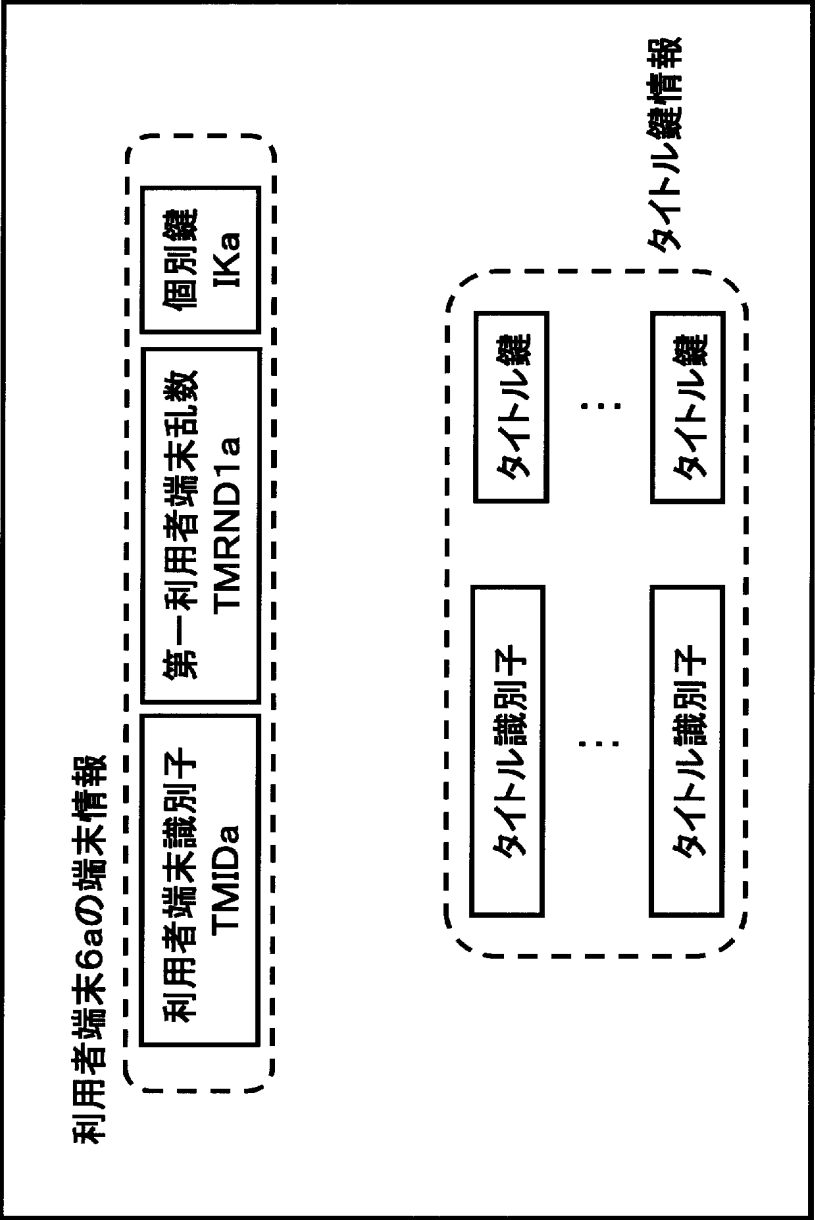 利用者端末6aの端末情報
利用者端末識別子
TMIDa
第一利用者端末乱数
TMRND1a
個別鍵
IKa
タイトル識別子
タイトル鍵
…
…
タイトル識別子
タイトル鍵
タイトル鍵情報